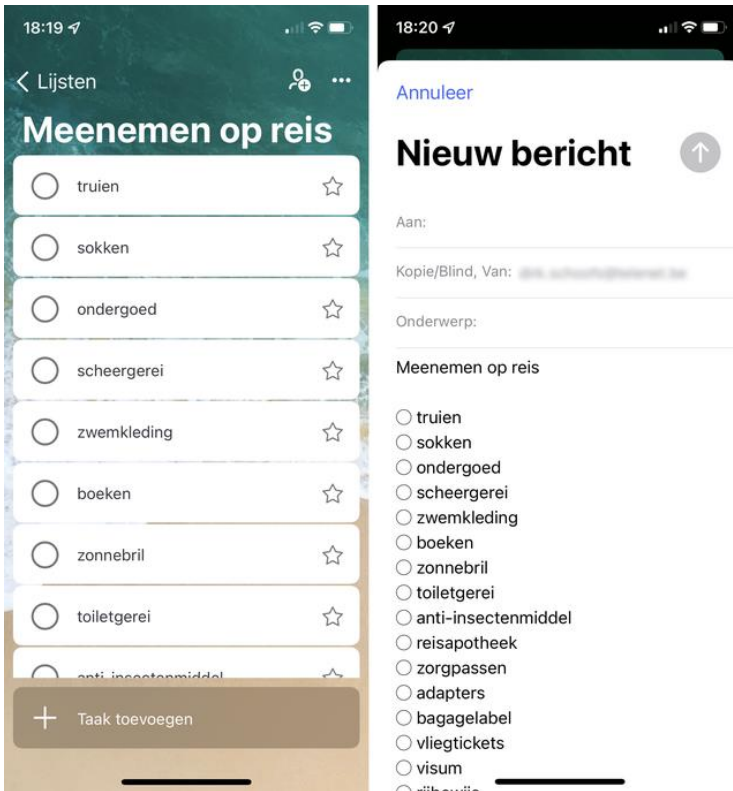 18:19
Lijsten
Meenemen op reis
truien
sokken
ondergoed
scheergerei
zwemkleding
boeken
zonnebril
toiletgerei
anti-insectenmiddel
Taak toevoegen
18:20
Annuleer
Nieuw bericht
Aan:
Kopie/Blind, Van:
Onderwerp:
Meenemen op reis
truien
sokken
ondergoed
scheergerei
zwemkleding
boeken
zonnebril
toiletgerei
anti-insectenmiddel
reisapotheek
zorgpassen
adapters
bagagelabel
vliegtickets
visum